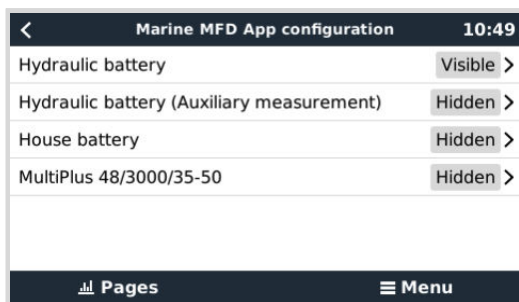 Marine MFD App configuration 10:49
Hydraulic battery Visible
Hydraulic battery (Auxiliary measurement) Hidden
House battery Hidden
MultiPlus 48/3000/35-50 Hidden
Pages Menu